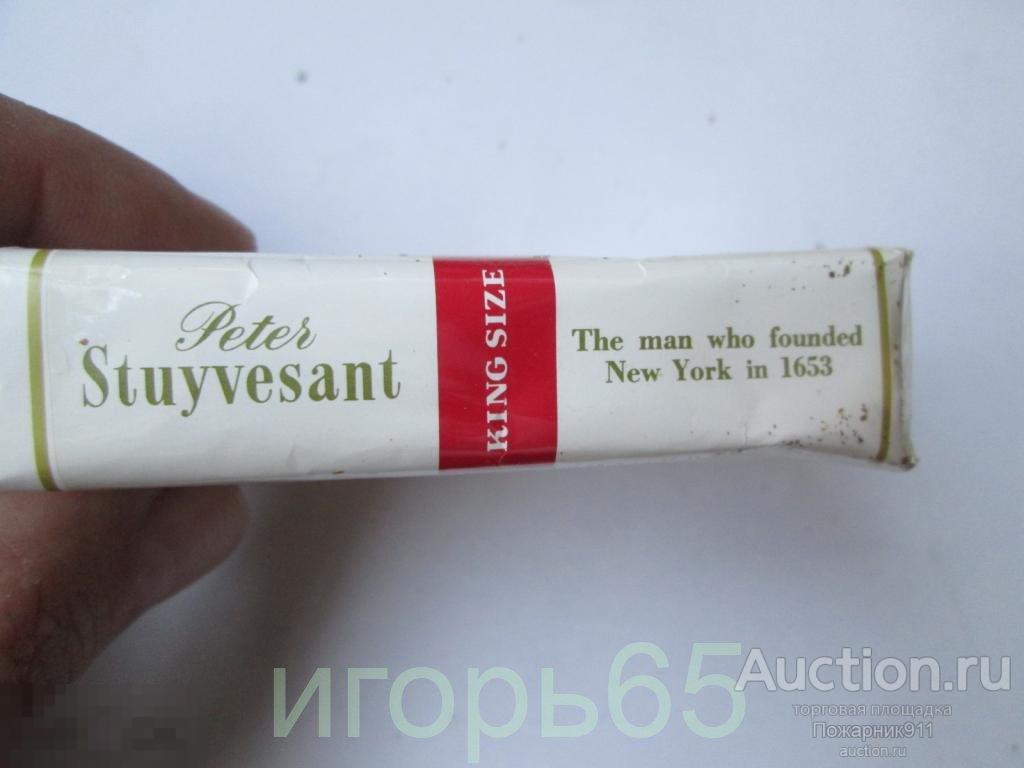 Peter
Stuyvesant
KING SIZE
The man who founded
New York in 1653
игорь65
Auction.ru
торговая площадка
Пожарник911
auction.ru